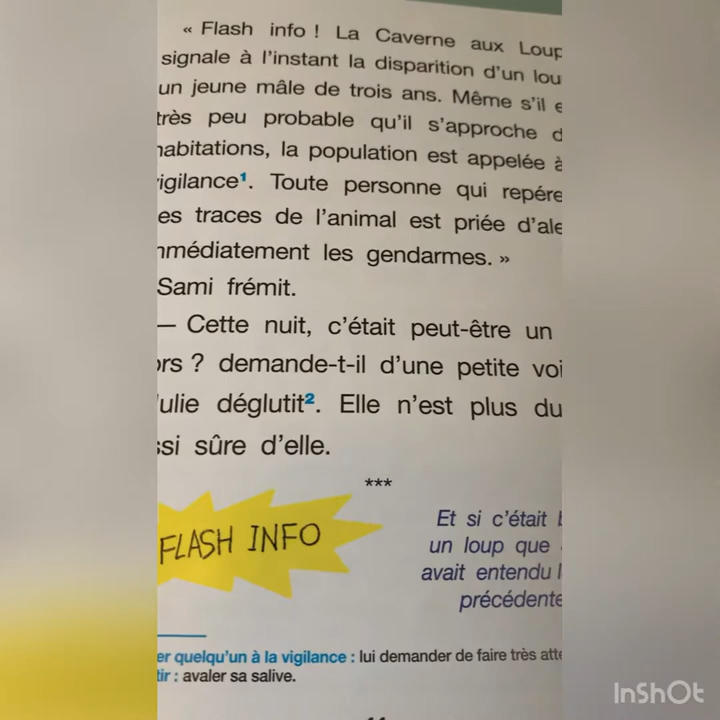 « Flash info ! La Caverne aux Loup
signale à l'instant la disparition d'un lou
un jeune mâle de trois ans. Même s'il e
très peu probable qu'il s'approche d
habitations, la population est appelée à
vigilance¹. Toute personne qui repére
es traces de l'animal est priée d'ale
mmédiatement les gendarmes. »
Sami frémit.
— Cette nuit, c'était peut-être un
ors ? demande-t-il d'une petite voi
Julie déglutit². Elle n'est plus du
ssi sûre d'elle.
***
FLASH INFO
Et si c'était
un loup que
avait entendu l
précédente
er quelqu'un à la vigilance : lui demander de faire très atte
tir : avaler sa salive.
InShOt